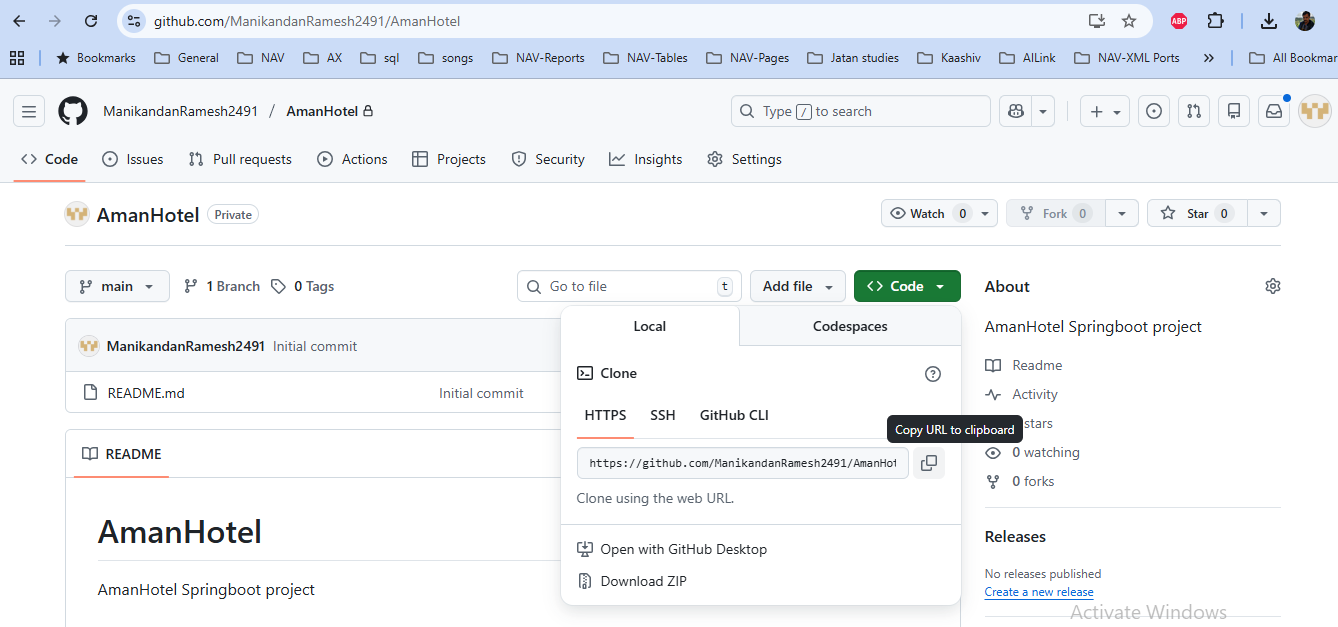 github.com/ManikandanRamesh2491/AmanHotel
ABP
Bookmarks General NAV AX sql songs NAV-Reports NAV-Tables NAV-Pages Jatan studies Kaashiv AILink NAV-XML Ports » All Bookmar
ManikandanRamesh2491 / AmanHotel Type / to search
Code Issues Pull requests Actions Projects Security Insights Settings
AmanHotel Private Watch 0 Fork 0 Star 0
main 1 Branch 0 Tags Go to file t Add file Code About
Local Codespaces AmanHotel Springboot project
ManikandanRamesh2491 Initial commit
Readme
Clone
README.md Initial commit Activity
HTTPS SSH GitHub CLI stars
Copy URL to clipboard
README 0 watching
https://github.com/ManikandanRamesh2491/AmanHot
0 forks
Clone using the web URL.
AmanHotel Releases
Open with GitHub Desktop
No releases published
Download ZIP
AmanHotel Springboot project Create a new release
Activate Windows